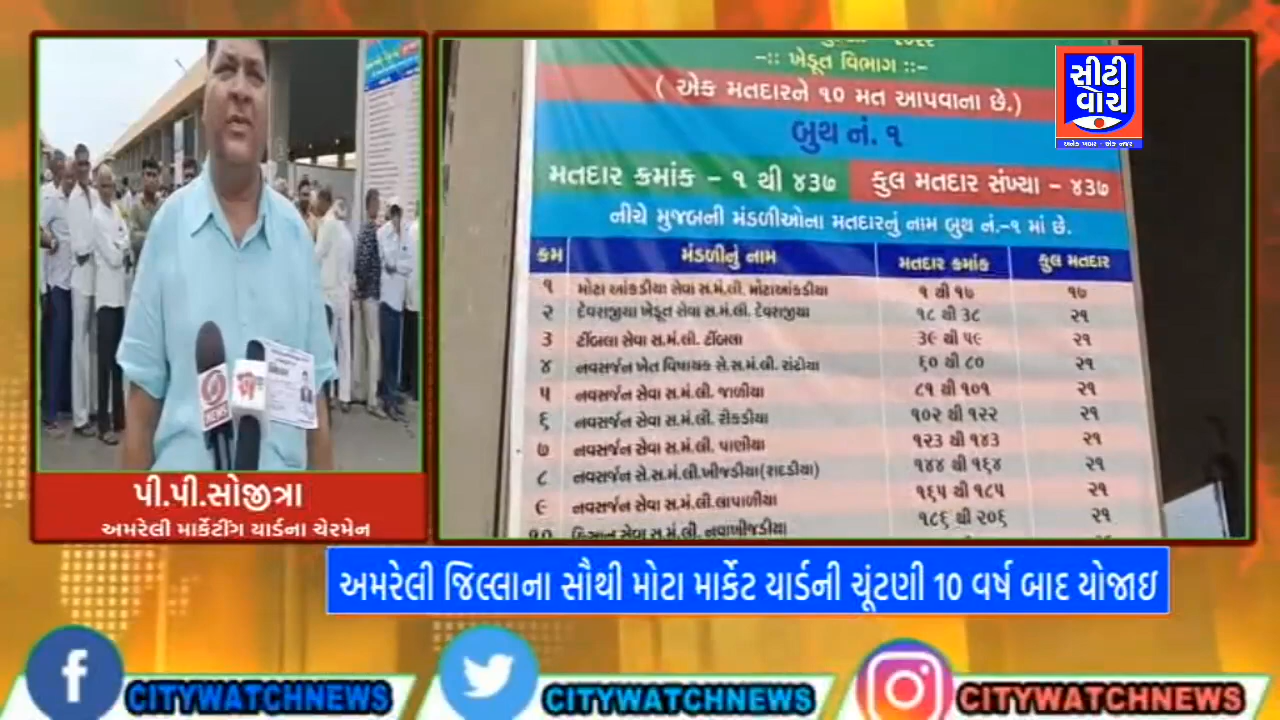 -:: ખેડૂત વિભાગ ::-
( એક મતદારને ૧૦ મત આપવાના છે.)
બુથ નં. ૧
મતદાર ક્રમાંક - ૧ થી ૪૩૭ કુલ મતદાર સંખ્યા - ૪૩૭
નીચે મુજબની મંડળીઓના મતદારનું નામ બુથ નં.-૧ માં છે.
ક્રમ મંડળીનું નામ મતદાર ક્રમાંક કુલ મતદાર
૧ મોટા આંકડીયા સેવા સ.મં.લી. મોટાઆંકડીયા ૧ થી ૧૭ ૧૭
૨ દેવરાજીયા ખેડૂત સેવા સ.મં.લી. દેવરાજીયા ૧૮ થી ૩૮ ૨૧
૩ ટીંબલા સેવા સ.મં.લી. ટીંબલા ૩૯ થી ૫૯ ૨૧
૪ નવસર્જન ખેત વિષાયક સે.સ.મં.લી. રાંઢીયા ૬૦ થી ૮૦ ૨૧
૫ નવસર્જન સેવા સ.મં.લી. જાળીયા ૮૧ થી ૧૦૧ ૨૧
૬ નવસર્જન સેવા સ.મં.લી. રોકડીયા ૧૦૨ થી ૧૨૨ ૨૧
૭ નવસર્જન સેવા સ.મં.લી. પાણીયા ૧૨૩ થી ૧૪૩ ૨૧
૮ નવસર્જન સે.સ.મં.લી.ખીજડીયા(રાદડીયા) ૧૪૪ થી ૧૬૪ ૨૧
૯ નવસર્જન સેવા સ.મં.લી.લાપાળીયા ૧૬૫ થી ૧૮૫ ૨૧
૧૦ કિસાન સેવા સ.મં.લી. નવાખીજડીયા ૧૮૬ થી ૨૦૬ ૨૧
સીટી
વોચ
NEWS
પી.પી.સોજીત્રા
અમરેલી માર્કેટીંગ યાર્ડના ચેરમેન
અમરેલી જિલ્લાના સૌથી મોટા માર્કેટ યાર્ડની ચૂંટણી 10 વર્ષ બાદ યોજાઇ
CITYWATCHNEWS CITYWATCHNEWS CITYWATCHNEWS